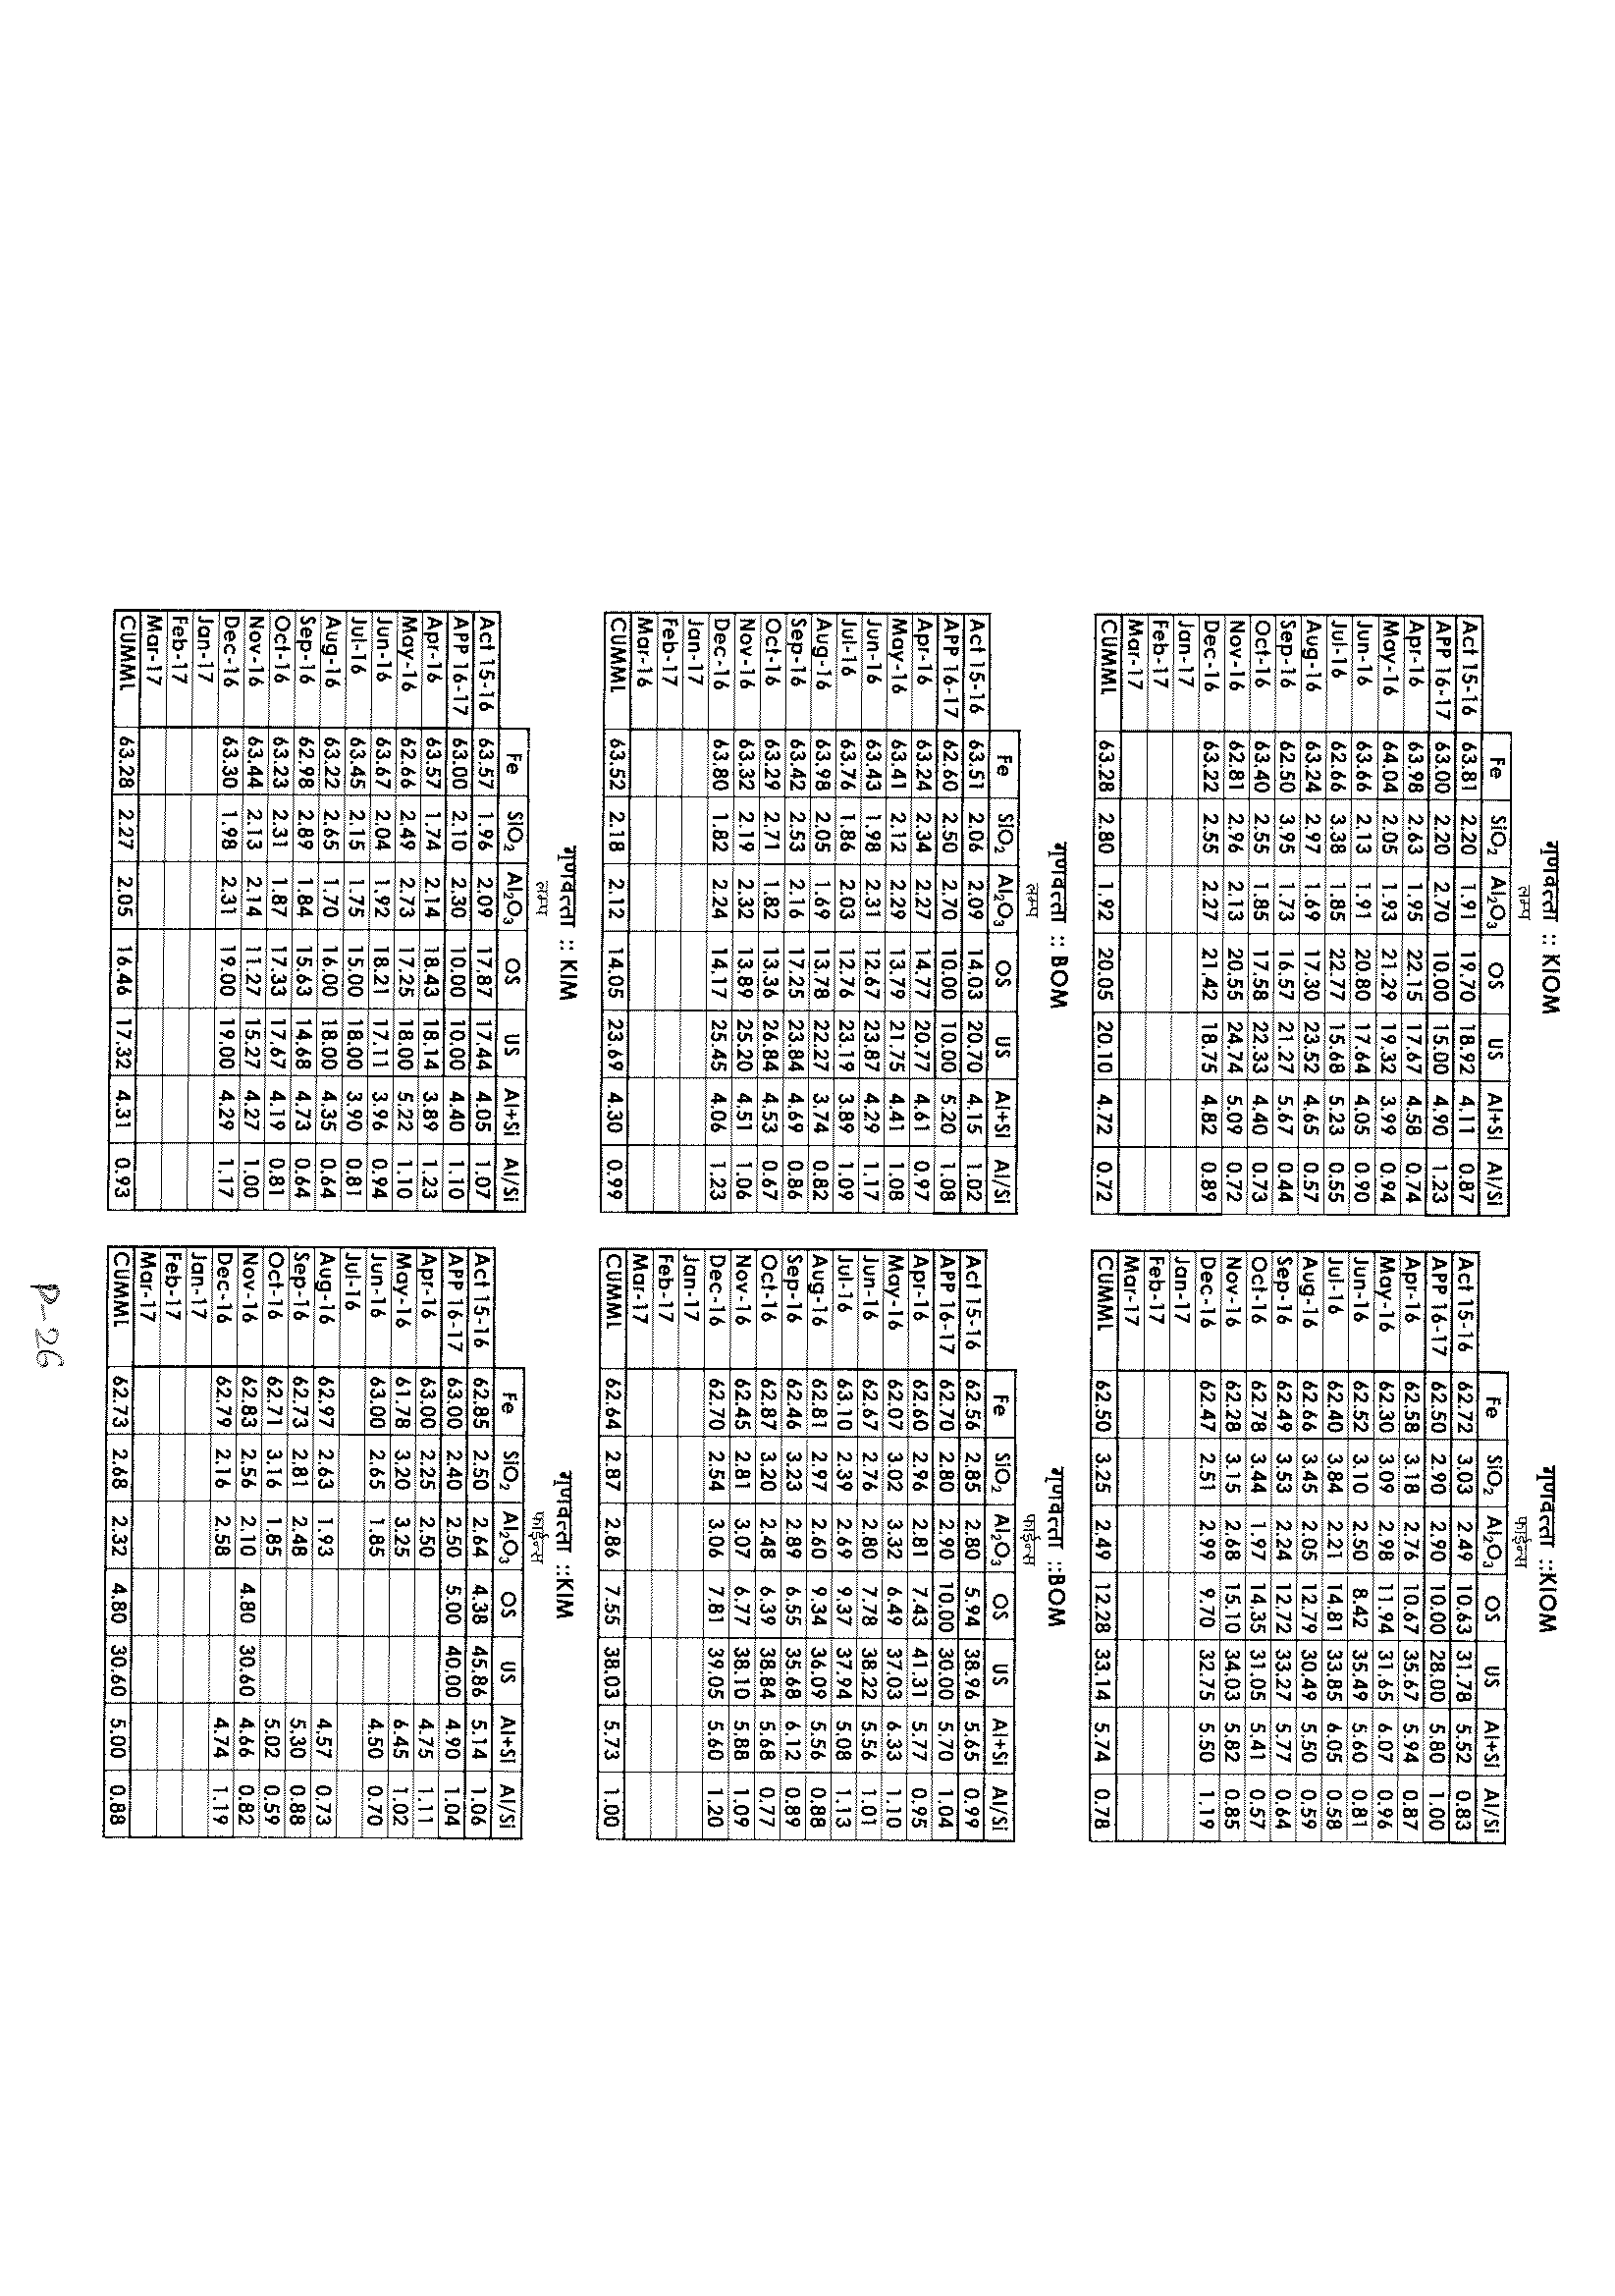 गुणवत्ता :: KIOM
लम्प
Fe SiO₂ Al₂O₃ OS US Al+Si Al/Si
Act 15-16 63.81 2.20 1.91 19.70 18.92 4.11 0.87
APP 16-17 63.00 2.20 2.70 10.00 15.00 4.90 1.23
Apr-16 63.98 2.63 1.95 22.15 17.67 4.58 0.74
May-16 64.04 2.05 1.93 21.29 19.32 3.99 0.94
Jun-16 63.66 2.13 1.91 20.80 17.64 4.05 0.90
Jul-16 62.66 3.38 1.85 22.77 15.68 5.23 0.55
Aug-16 63.24 2.97 1.69 17.30 23.52 4.65 0.57
Sep-16 62.50 3.95 1.73 16.57 21.27 5.67 0.44
Oct-16 63.40 2.55 1.85 17.58 22.33 4.40 0.73
Nov-16 62.81 2.96 2.13 20.55 24.74 5.09 0.72
Dec-16 63.22 2.55 2.27 21.42 18.75 4.82 0.89
Jan-17
Feb-17
Mar-17
CUMML 63.28 2.80 1.92 20.05 20.10 4.72 0.72
गुणवत्ता ::KIOM
फाईन्स
Fe SiO₂ Al₂O₃ OS US Al+Si Al/Si
Act 15-16 62.72 3.03 2.49 10.63 31.78 5.52 0.83
APP 16-17 62.50 2.90 2.90 10.00 28.00 5.80 1.00
Apr-16 62.58 3.18 2.76 10.67 35.67 5.94 0.87
May-16 62.30 3.09 2.98 11.94 31.65 6.07 0.96
Jun-16 62.52 3.10 2.50 8.42 35.49 5.60 0.81
Jul-16 62.40 3.84 2.21 14.81 33.85 6.05 0.58
Aug-16 62.66 3.45 2.05 12.79 30.49 5.50 0.59
Sep-16 62.49 3.53 2.24 12.72 33.27 5.77 0.64
Oct-16 62.78 3.44 1.97 14.35 31.05 5.41 0.57
Nov-16 62.28 3.15 2.68 15.10 34.03 5.82 0.85
Dec-16 62.47 2.51 2.99 9.70 32.75 5.50 1.19
Jan-17
Feb-17
Mar-17
CUMML 62.50 3.25 2.49 12.28 33.14 5.74 0.78
गुणवत्ता :: BOM
लम्प
Fe SiO₂ Al₂O₃ OS US Al+Si Al/Si
Act 15-16 63.51 2.06 2.09 14.03 20.70 4.15 1.02
APP 16-17 62.60 2.50 2.70 10.00 10.00 5.20 1.08
Apr-16 63.24 2.34 2.27 14.77 20.77 4.61 0.97
May-16 63.41 2.12 2.29 13.79 21.75 4.41 1.08
Jun-16 63.43 1.98 2.31 12.67 23.87 4.29 1.17
Jul-16 63.76 1.86 2.03 12.76 23.19 3.89 1.09
Aug-16 63.98 2.05 1.69 13.78 22.27 3.74 0.82
Sep-16 63.42 2.53 2.16 17.25 23.84 4.69 0.86
Oct-16 63.29 2.71 1.82 13.36 26.84 4.53 0.67
Nov-16 63.32 2.19 2.32 13.89 25.20 4.51 1.06
Dec-16 63.80 1.82 2.24 14.17 25.45 4.06 1.23
Jan-17
Feb-17
Mar-16
CUMML 63.52 2.18 2.12 14.05 23.69 4.30 0.99
गुणवत्ता ::BOM
फाईन्स
Fe SiO₂ Al₂O₃ OS US Al+Si Al/Si
Act 15-16 62.56 2.85 2.80 5.94 38.96 5.65 0.99
APP 16-17 62.70 2.80 2.90 10.00 30.00 5.70 1.04
Apr-16 62.60 2.96 2.81 7.43 41.31 5.77 0.95
May-16 62.07 3.02 3.32 6.49 37.03 6.33 1.10
Jun-16 62.67 2.76 2.80 7.78 38.22 5.56 1.01
Jul-16 63.10 2.39 2.69 9.37 37.94 5.08 1.13
Aug-16 62.81 2.97 2.60 9.34 36.09 5.56 0.88
Sep-16 62.46 3.23 2.89 6.55 35.68 6.12 0.89
Oct-16 62.87 3.20 2.48 6.39 38.84 5.68 0.77
Nov-16 62.45 2.81 3.07 6.77 38.10 5.88 1.09
Dec-16 62.70 2.54 3.06 7.81 39.05 5.60 1.20
Jan-17
Feb-17
Mar-17
CUMML 62.64 2.87 2.86 7.55 38.03 5.73 1.00
गुणवत्ता :: KIM
लम्प
Fe SiO₂ Al₂O₃ OS US Al+Si Al/Si
Act 15-16 63.57 1.96 2.09 17.87 17.44 4.05 1.07
APP 16-17 63.00 2.10 2.30 10.00 10.00 4.40 1.10
Apr-16 63.57 1.74 2.14 18.43 18.14 3.89 1.23
May-16 62.66 2.49 2.73 17.25 18.00 5.22 1.10
Jun-16 63.67 2.04 1.92 18.21 17.11 3.96 0.94
Jul-16 63.45 2.15 1.75 15.00 18.00 3.90 0.81
Aug-16 63.22 2.65 1.70 16.00 18.00 4.35 0.64
Sep-16 62.98 2.89 1.84 15.63 14.68 4.73 0.64
Oct-16 63.23 2.31 1.87 17.33 17.67 4.19 0.81
Nov-16 63.44 2.13 2.14 11.27 15.27 4.27 1.00
Dec-16 63.30 1.98 2.31 19.00 19.00 4.29 1.17
Jan-17
Feb-17
Mar-17
CUMML 63.28 2.27 2.05 16.46 17.32 4.31 0.93
गुणवत्ता ::KIM
फाईन्स
Fe SiO₂ Al₂O₃ OS US Al+Si Al/Si
Act 15-16 62.85 2.50 2.64 4.38 45.86 5.14 1.06
APP 16-17 63.00 2.40 2.50 5.00 40.00 4.90 1.04
Apr-16 63.00 2.25 2.50 4.75 1.11
May-16 61.78 3.20 3.25 6.45 1.02
Jun-16 63.00 2.65 1.85 4.50 0.70
Jul-16
Aug-16 62.97 2.63 1.93 4.57 0.73
Sep-16 62.73 2.81 2.48 5.30 0.88
Oct-16 62.71 3.16 1.85 5.02 0.59
Nov-16 62.83 2.56 2.10 4.80 30.60 4.66 0.82
Dec-16 62.79 2.16 2.58 4.74 1.19
Jan-17
Feb-17
Mar-17
CUMML 62.73 2.68 2.32 4.80 30.60 5.00 0.88
P-26